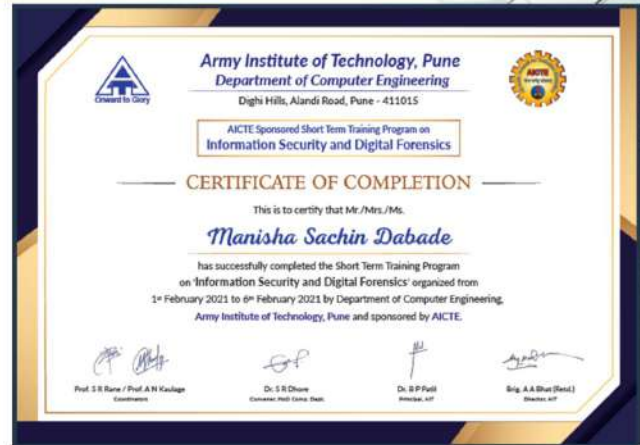 Onward to Glory
Army Institute of Technology, Pune
Department of Computer Engineering
Dighi Hills, Alandi Road, Pune - 411015
AICTE
AICTE Sponsored Short Term Training Program on
Information Security and Digital Forensics
CERTIFICATE OF COMPLETION
This is to certify that Mr./Mrs./Ms.
Manisha Sachin Dabade
has successfully completed the Short Term Training Program
on 'Information Security and Digital Forensics' organized from
1st February 2021 to 6th February 2021 by Department of Computer Engineering,
Army Institute of Technology, Pune and sponsored by AICTE.
Prof. S R Rane / Prof. A N Kaulage
Coordinators
Dr. S R Dhore
Convener, HoD Comp. Dept.
Dr. B P Patil
Principal, AIT
Brig. A A Bhat (Retd.)
Director, AIT